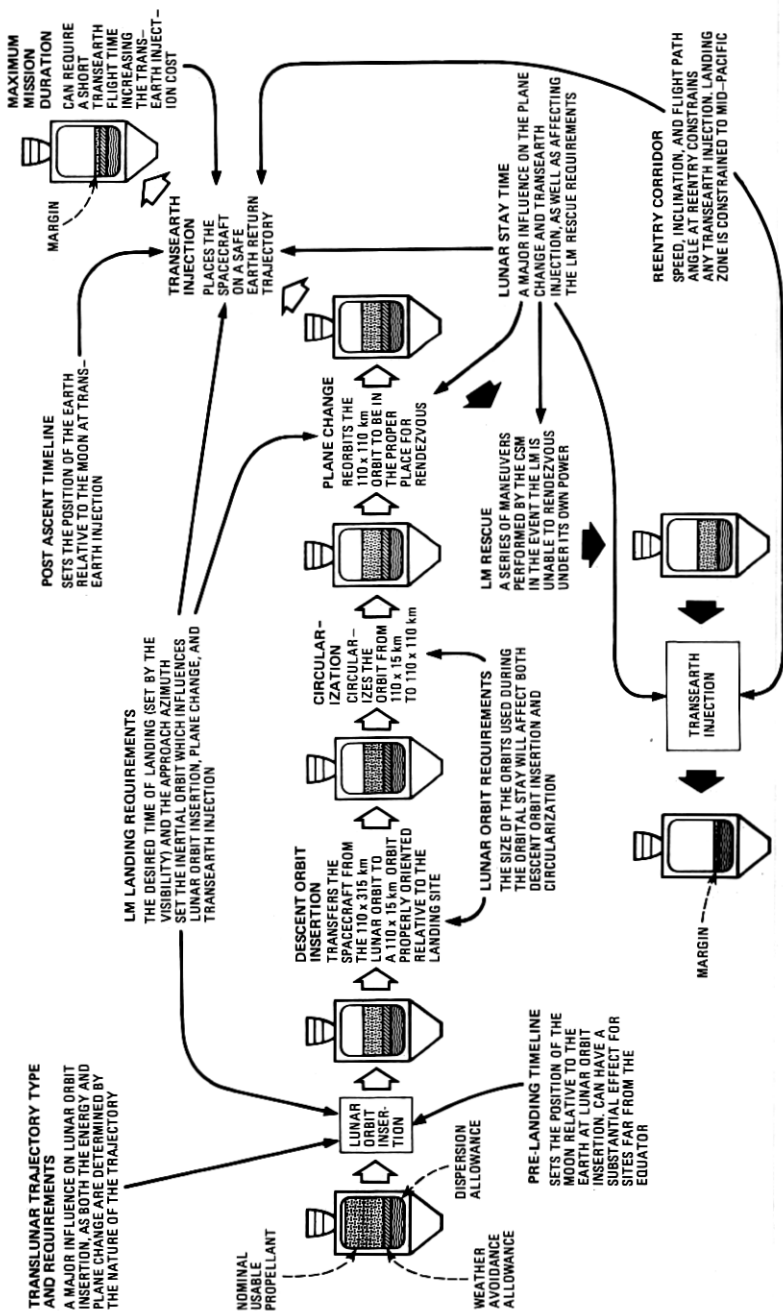 TRANSLUNAR TRAJECTORY TYPE
AND REQUIREMENTS
A MAJOR INFLUENCE ON LUNAR ORBIT
INSERTION, AS BOTH THE ENERGY AND
PLANE CHANGE ARE DETERMINED BY
THE NATURE OF THE TRAJECTORY
LM LANDING REQUIREMENTS
THE DESIRED TIME OF LANDING (SET BY THE
VISIBILITY) AND THE APPROACH AZIMUTH
SET THE INERTIAL ORBIT WHICH INFLUENCES
LUNAR ORBIT INSERTION, PLANE CHANGE, AND
TRANSEARTH INJECTION
POST ASCENT TIMELINE
SETS THE POSITION OF THE EARTH
RELATIVE TO THE MOON AT TRANS–
EARTH INJECTION
MAXIMUM
MISSION
DURATION
CAN REQUIRE
A SHORT
TRANSEARTH
FLIGHT TIME
INCREASING
THE TRANS–
EARTH INJECT–
ION COST
MARGIN
NOMINAL
USABLE
PROPELLANT
WEATHER
AVOIDANCE
ALLOWANCE
DISPERSION
ALLOWANCE
LUNAR
ORBIT
INSER–
TION
DESCENT ORBIT
INSERTION
TRANSFERS THE
SPACECRAFT FROM
THE 110 x 315 km
LUNAR ORBIT TO
A 110 x 15 km ORBIT
PROPERLY ORIENTED
RELATIVE TO THE
LANDING SITE
CIRCULAR–
IZATION
CIRCULAR–
IZES THE
ORBIT FROM
110 x 15 km
TO 110 x 110 km
PLANE CHANGE
REORBITS THE
110 x 110 km
ORBIT TO BE IN
THE PROPER
PLACE FOR
RENDEZVOUS
TRANSEARTH
INJECTION
PLACES THE
SPACECRAFT
ON A SAFE
EARTH RETURN
TRAJECTORY
PRE-LANDING TIMELINE
SETS THE POSITION OF THE
MOON RELATIVE TO THE
EARTH AT LUNAR ORBIT
INSERTION, CAN HAVE A
SUBSTANTIAL EFFECT FOR
SITES FAR FROM THE
EQUATOR
LUNAR ORBIT REQUIREMENTS
THE SIZE OF THE ORBITS USED DURING
THE ORBITAL STAY WILL AFFECT BOTH
DESCENT ORBIT INSERTION AND
CIRCULARIZATION
LM RESCUE
A SERIES OF MANEUVERS
PERFORMED BY THE CSM
IN THE EVENT THE LM IS
UNABLE TO RENDEZVOUS
UNDER ITS OWN POWER
LUNAR STAY TIME
A MAJOR INFLUENCE ON THE PLANE
CHANGE AND TRANSEARTH
INJECTION, AS WELL AS AFFECTING
THE LM RESCUE REQUIREMENTS
REENTRY CORRIDOR
SPEED, INCLINATION, AND FLIGHT PATH
ANGLE AT REENTRY CONSTRAINS
ANY TRANSEARTH INJECTION. LANDING
ZONE IS CONSTRAINED TO MID–PACIFIC
MARGIN
TRANSEARTH
INJECTION